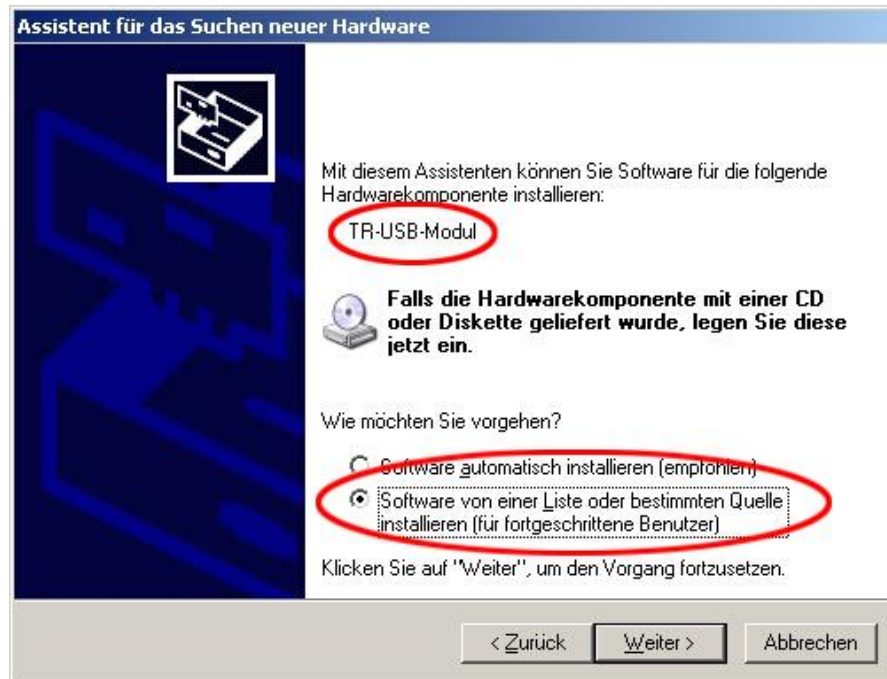 Assistent für das Suchen neuer Hardware
Mit diesem Assistenten können Sie Software für die folgende
Hardwarekomponente installieren:
TR-USB-Modul
Falls die Hardwarekomponente mit einer CD
oder Diskette geliefert wurde, legen Sie diese
jetzt ein.
Wie möchten Sie vorgehen?
Software automatisch installieren (empfohlen)
Software von einer Liste oder bestimmten Quelle
installieren (für fortgeschrittene Benutzer)
Klicken Sie auf "Weiter", um den Vorgang fortzusetzen.
< Zurück Weiter > Abbrechen